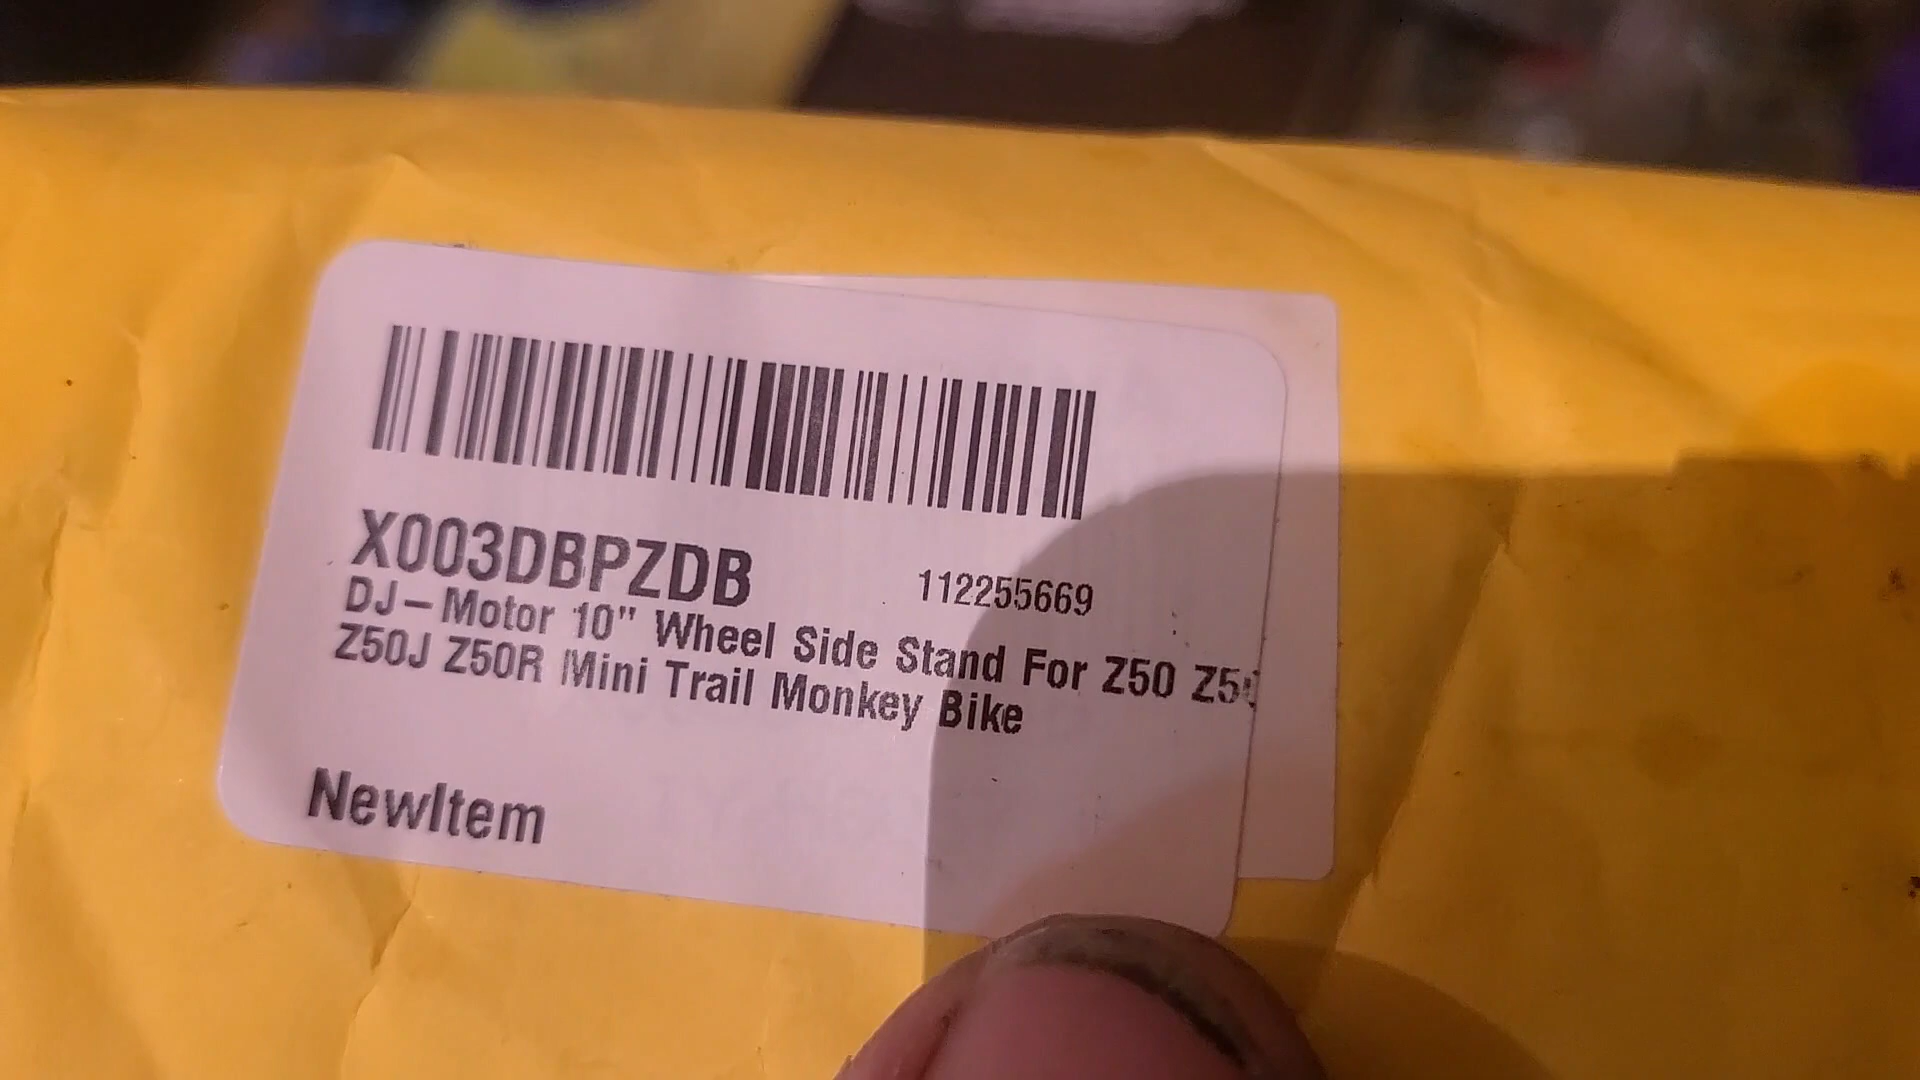 X003DBPZDB 112255669
DJ-Motor 10" Wheel Side Stand For Z50
Z50J Z50R Mini Trail Monkey Bike
NewItem